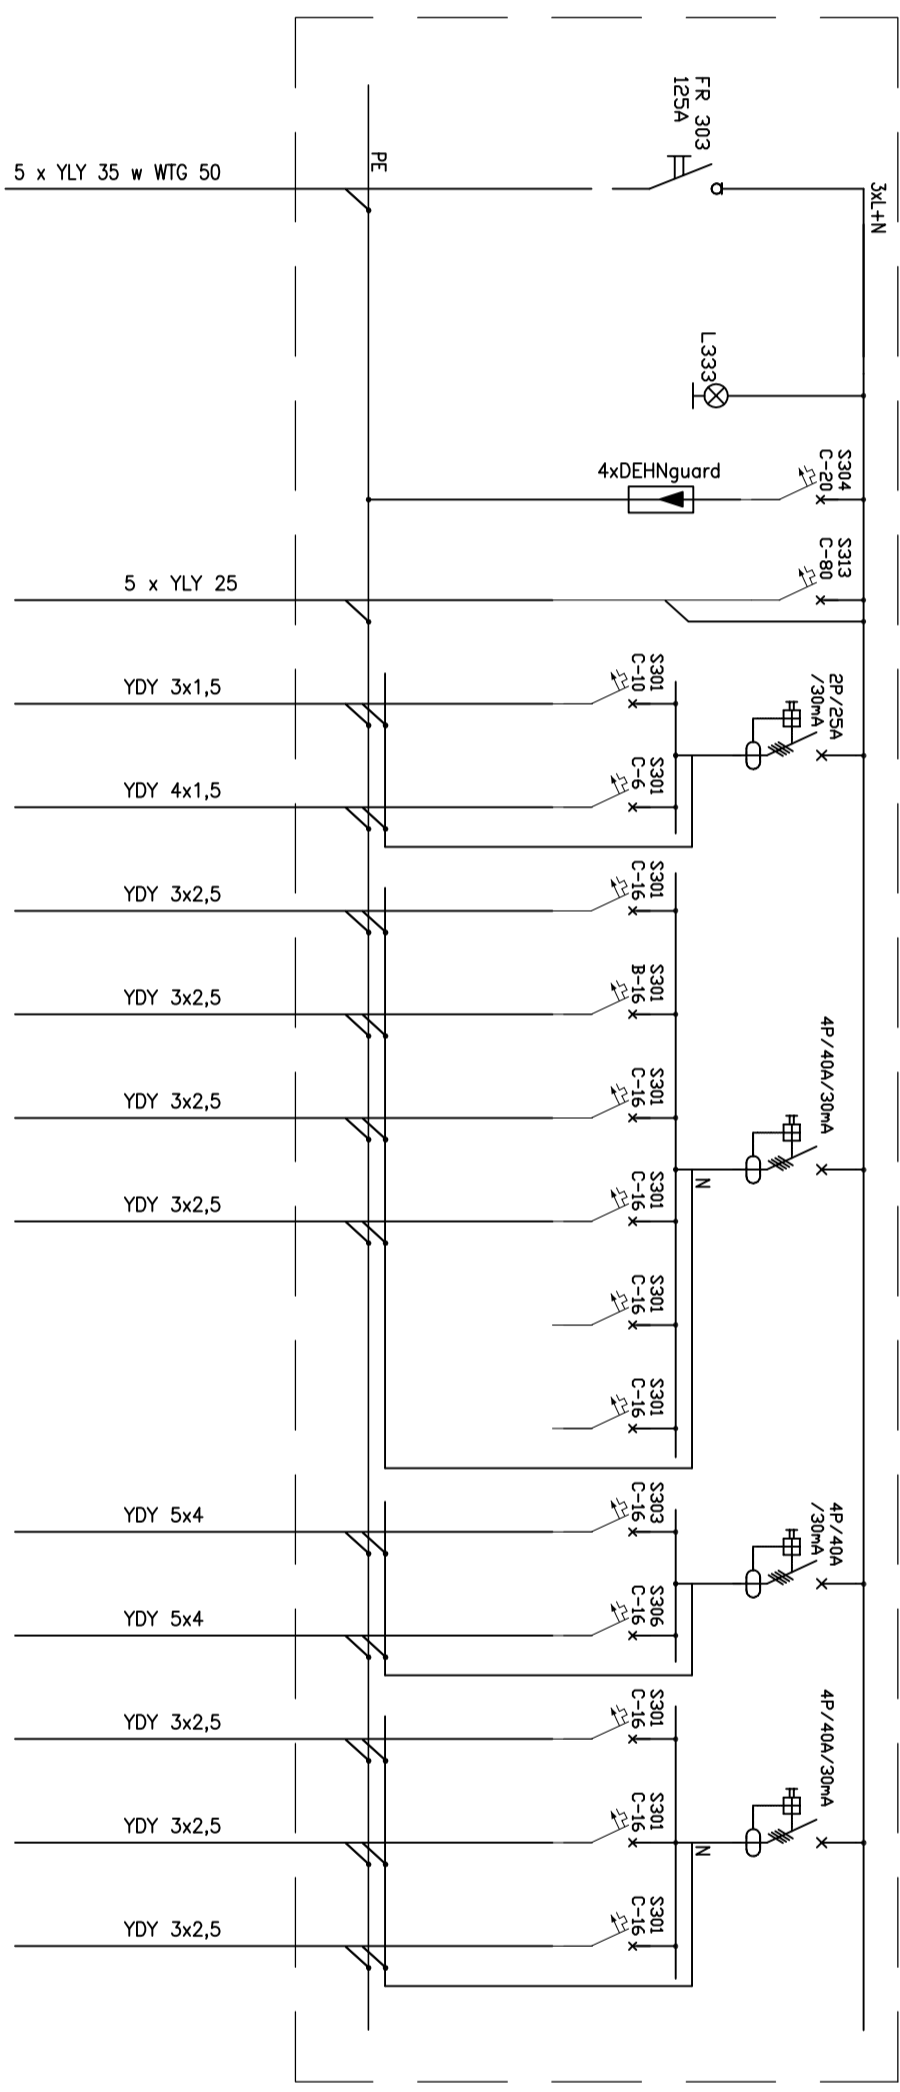 FR 303
125A
PE
5 x YLY 35 w WTG 50
3xL+N
L333
S304
C-20
4xDEHNguard
S313
C-80
5 x YLY 25
2P/25A
/30mA
S301
C-10
YDY 3x1,5
S301
C-6
YDY 4x1,5
S301
C-16
YDY 3x2,5
S301
B-16
YDY 3x2,5
4P/40A/30mA
S301
C-16
YDY 3x2,5
N
S301
C-16
YDY 3x2,5
S301
C-16
S301
C-16
4P/40A
/30mA
S303
C-16
YDY 5x4
S306
C-16
YDY 5x4
4P/40A/30mA
S301
C-16
YDY 3x2,5
S301
C-16
YDY 3x2,5
N
S301
C-16
YDY 3x2,5